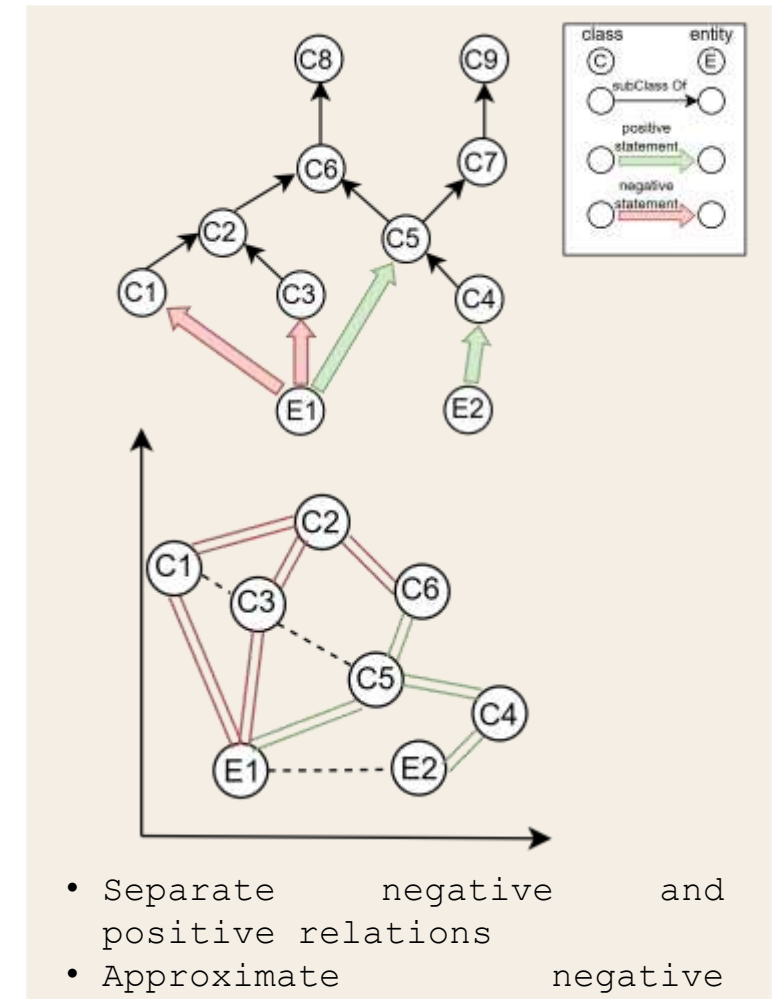 C8 C9
class entity
C E
subClass Of
positive
statement
negative
statement
C6 C7
C2 C5
C1 C3 C4
E1 E2
C2
C1
C3 C6
C5
C4
E1 E2
• Separate negative and
positive relations
• Approximate negative